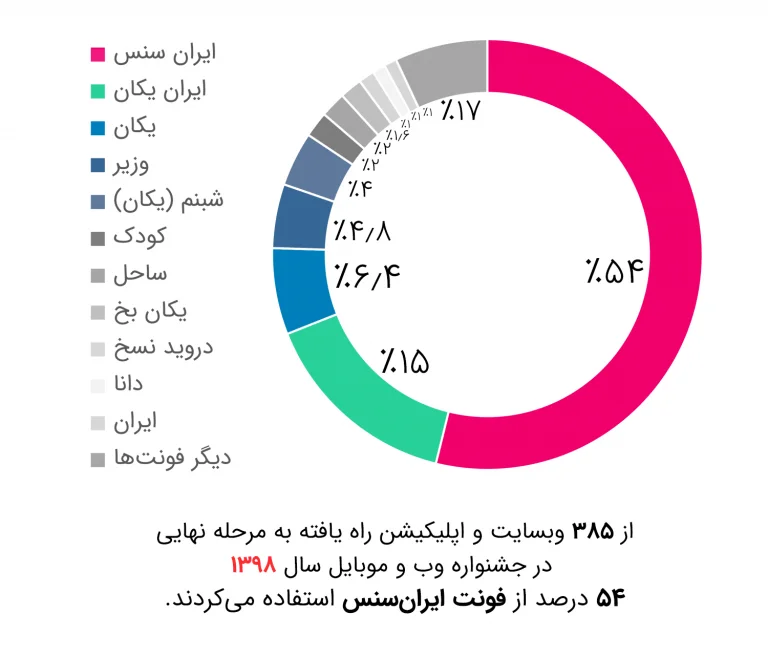 ایران سنس
ایران یکان
یکان
وزیر
شبنم (یکان)
کودک
ساحل
یکان بخ
دروید نسخ
دانا
ایران
دیگر فونت‌ها
٪۱۷
٪۱
٪۱
٪۱
٪۱٫۶
٪۲
٪۲
٪۴
٪۴٫۸
٪۶٫۴
٪۱۵
٪۵۴
از ۳۸۵ وبسایت و اپلیکیشن راه یافته به مرحله نهایی
در جشنواره وب و موبایل سال ۱۳۹۸
۵۴ درصد از فونت ایران‌سنس استفاده می‌کردند.